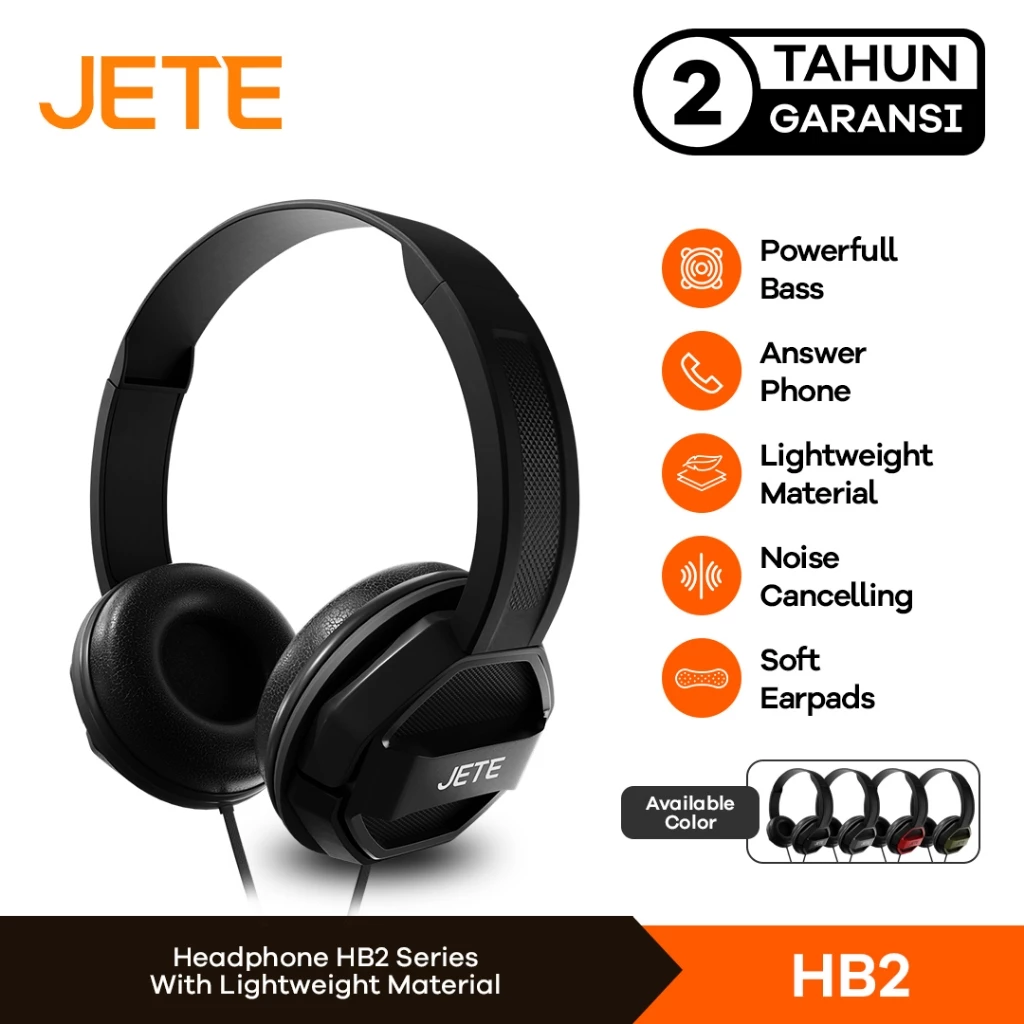 JETE
2 TAHUN
GARANSI
Powerfull
Bass
Answer
Phone
Lightweight
Material
Noise
Cancelling
Soft
Earpads
JETE
Available
Color
Headphone HB2 Series
With Lightweight Material
HB2